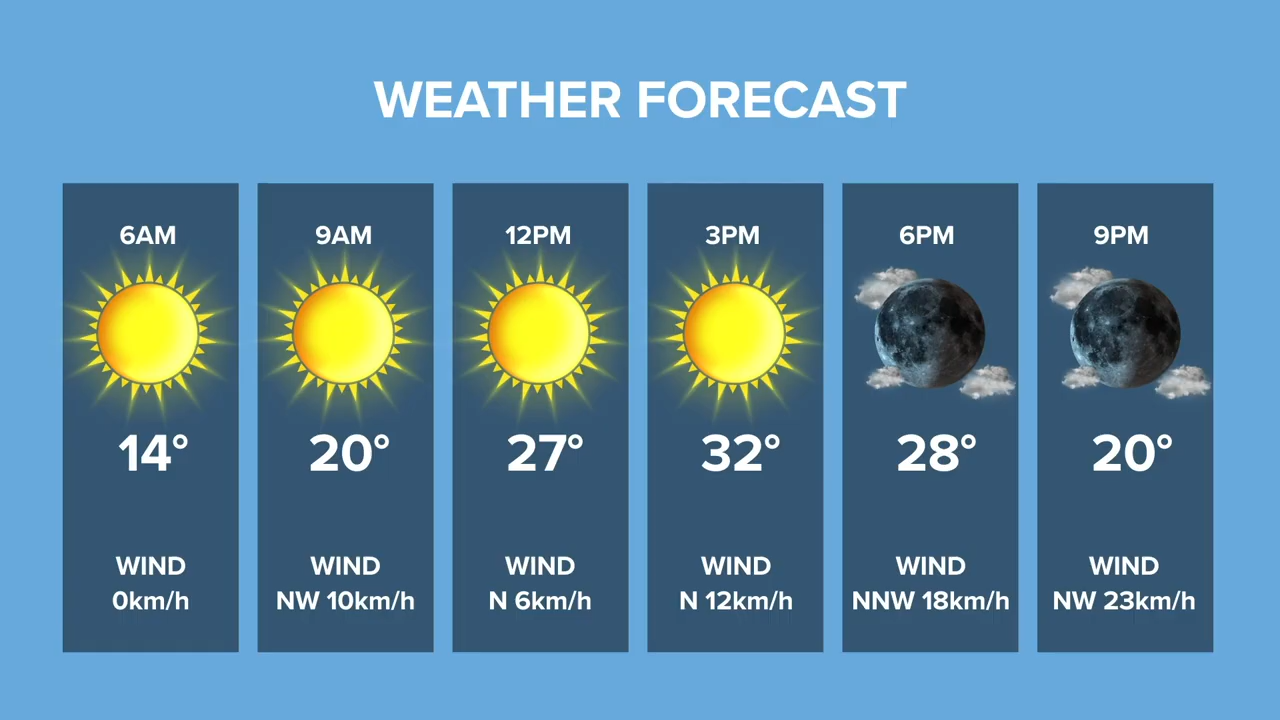 WEATHER FORECAST
6AM
14°
WIND
0km/h
9AM
20°
WIND
NW 10km/h
12PM
27°
WIND
N 6km/h
3PM
32°
WIND
N 12km/h
6PM
28°
WIND
NNW 18km/h
9PM
20°
WIND
NW 23km/h